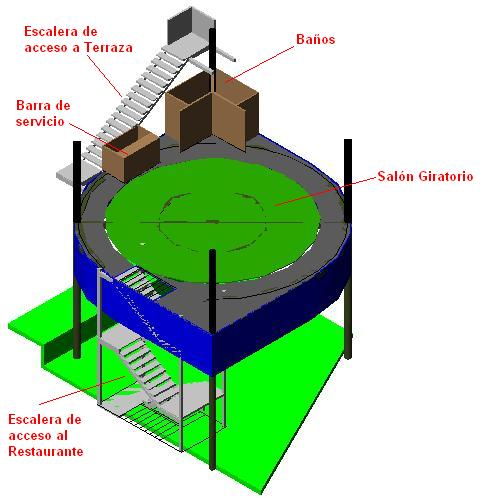 Escalera de
acceso a Terraza
Baños
Barra de
servicio
Salón Giratorio
Escalera de
acceso al
Restaurante